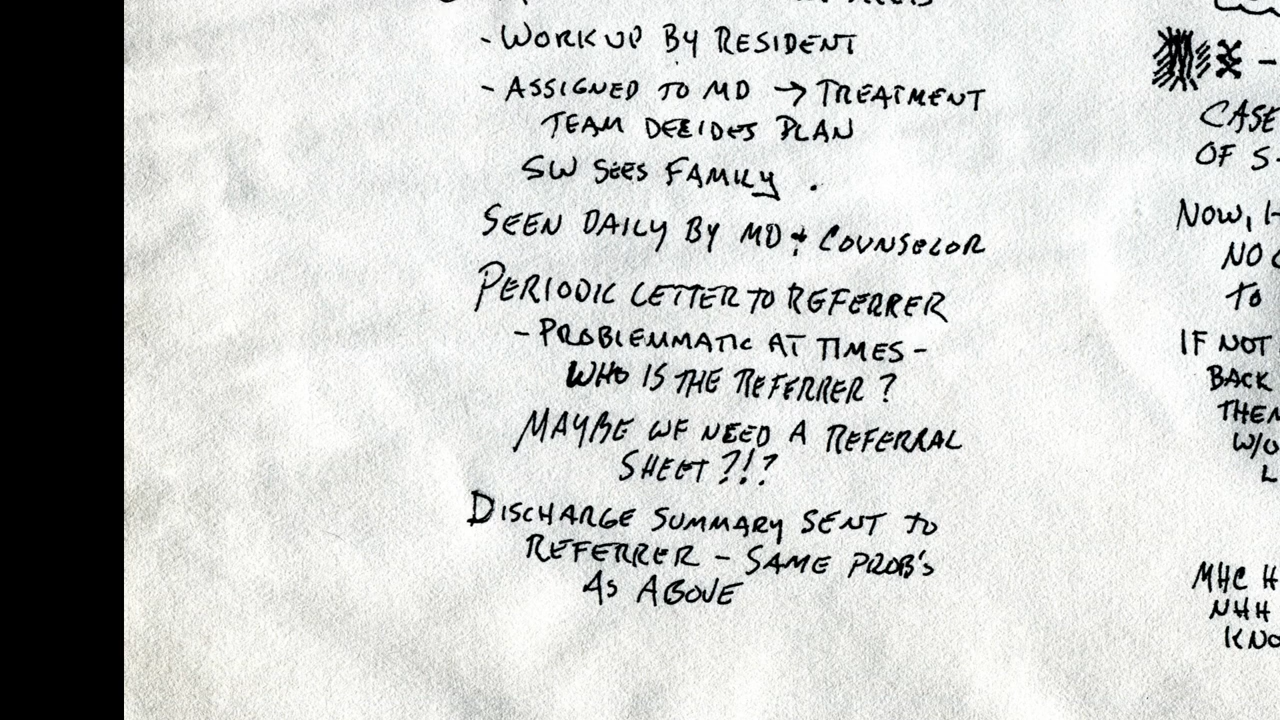 - WORKUP BY RESIDENT
- ASSIGNED TO MD → TREATMENT
TEAM DECIDES PLAN
SW SEES FAMILY .
SEEN DAILY BY MD & COUNSELOR
PERIODIC LETTER TO REFERRER
- PROBLEMMATIC AT TIMES -
WHO IS THE REFERRER ?
MAYBE WE NEED A REFERRAL
SHEET ?!?
DISCHARGE SUMMARY SENT TO
REFERRER - SAME PROB'S
AS ABOVE
CASE
OF S
NOW,
NO
TO
IF NOT
BACK
THEN
W/O
L
MHC H
NHH
KNO